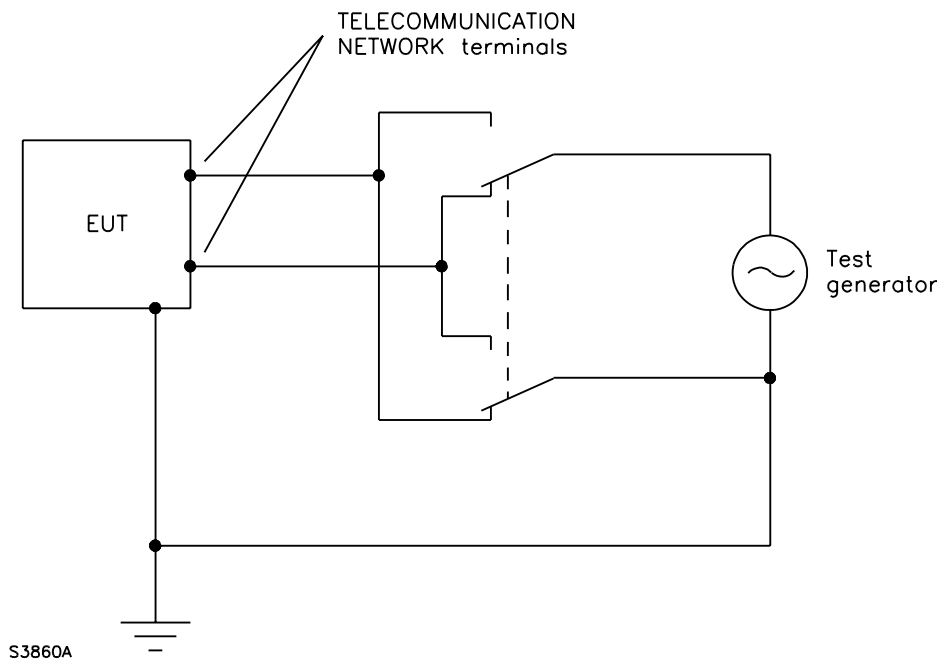 TELECOMMUNICATION
NETWORK terminals
EUT
Test
generator
S3860A